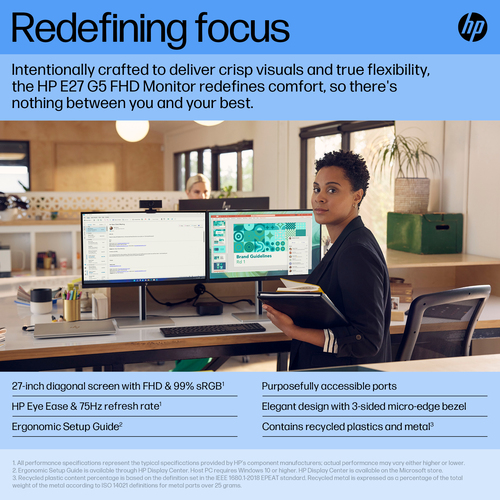 Redefining focus
hp
Intentionally crafted to deliver crisp visuals and true flexibility,
the HP E27 G5 FHD Monitor redefines comfort, so there's
nothing between you and your best.
Brand Guidelines
27-inch diagonal screen with FHD & 99% sRGB¹
Purposefully accessible ports
HP Eye Ease & 75Hz refresh rate¹
Elegant design with 3-sided micro-edge bezel
Ergonomic Setup Guide²
Contains recycled plastics and metal³
1. All performance specifications represent the typical specifications provided by HP's component manufacturers; actual performance may vary either higher or lower.
2. Ergonomic Setup Guide is available through HP Display Center. Host PC requires Windows 10 or higher. HP Display Center is available on the Microsoft store.
3. Recycled plastic content percentage is based on the definition set in the IEEE 1680.1-2018 EPEAT standard. Recycled metal is expressed as a percentage of the total
weight of the metal according to ISO 14021 definitions for metal parts over 25 grams.